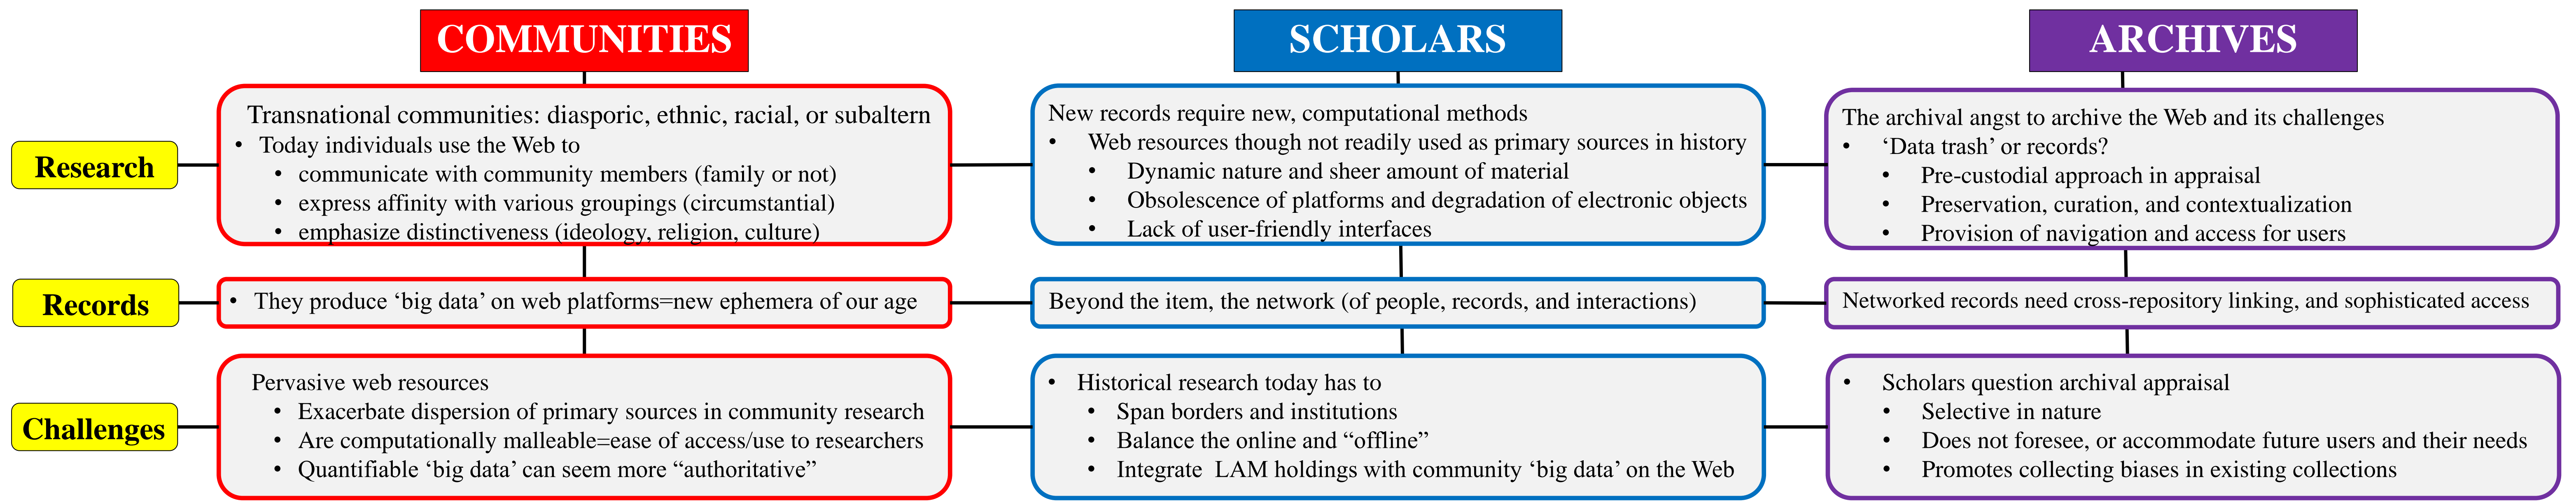 COMMUNITIES
SCHOLARS
ARCHIVES
Research
Transnational communities: diasporic, ethnic, racial, or subaltern
• Today individuals use the Web to
• communicate with community members (family or not)
• express affinity with various groupings (circumstantial)
• emphasize distinctiveness (ideology, religion, culture)
New records require new, computational methods
• Web resources though not readily used as primary sources in history
• Dynamic nature and sheer amount of material
• Obsolescence of platforms and degradation of electronic objects
• Lack of user-friendly interfaces
The archival angst to archive the Web and its challenges
• ‘Data trash’ or records?
• Pre-custodial approach in appraisal
• Preservation, curation, and contextualization
• Provision of navigation and access for users
Records
• They produce ‘big data’ on web platforms=new ephemera of our age
Beyond the item, the network (of people, records, and interactions)
Networked records need cross-repository linking, and sophisticated access
Challenges
Pervasive web resources
• Exacerbate dispersion of primary sources in community research
• Are computationally malleable=ease of access/use to researchers
• Quantifiable ‘big data’ can seem more “authoritative”
• Historical research today has to
• Span borders and institutions
• Balance the online and “offline”
• Integrate LAM holdings with community ‘big data’ on the Web
• Scholars question archival appraisal
• Selective in nature
• Does not foresee, or accommodate future users and their needs
• Promotes collecting biases in existing collections